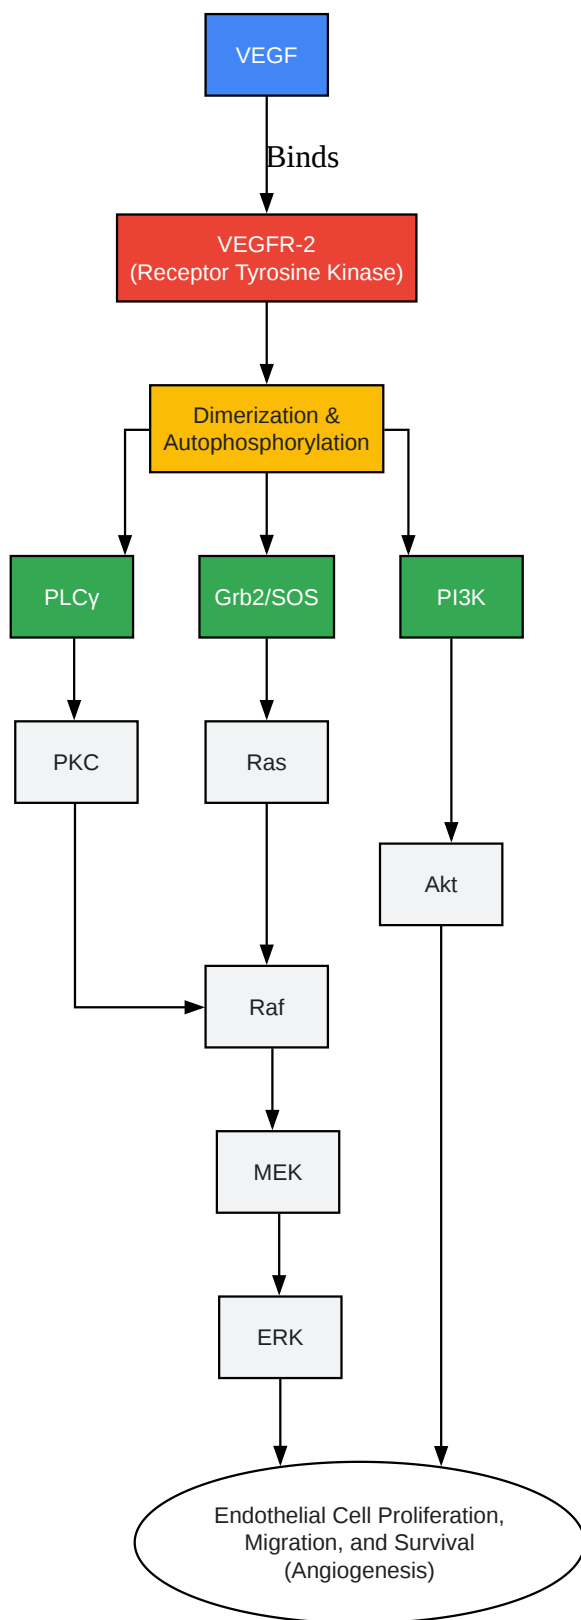 VEGF
Binds
VEGFR-2
(Receptor Tyrosine Kinase)
Dimerization &
Autophosphorylation
PLCγ
Grb2/SOS
PI3K
PKC
Ras
Akt
Raf
MEK
ERK
Endothelial Cell Proliferation,
Migration, and Survival
(Angiogenesis)